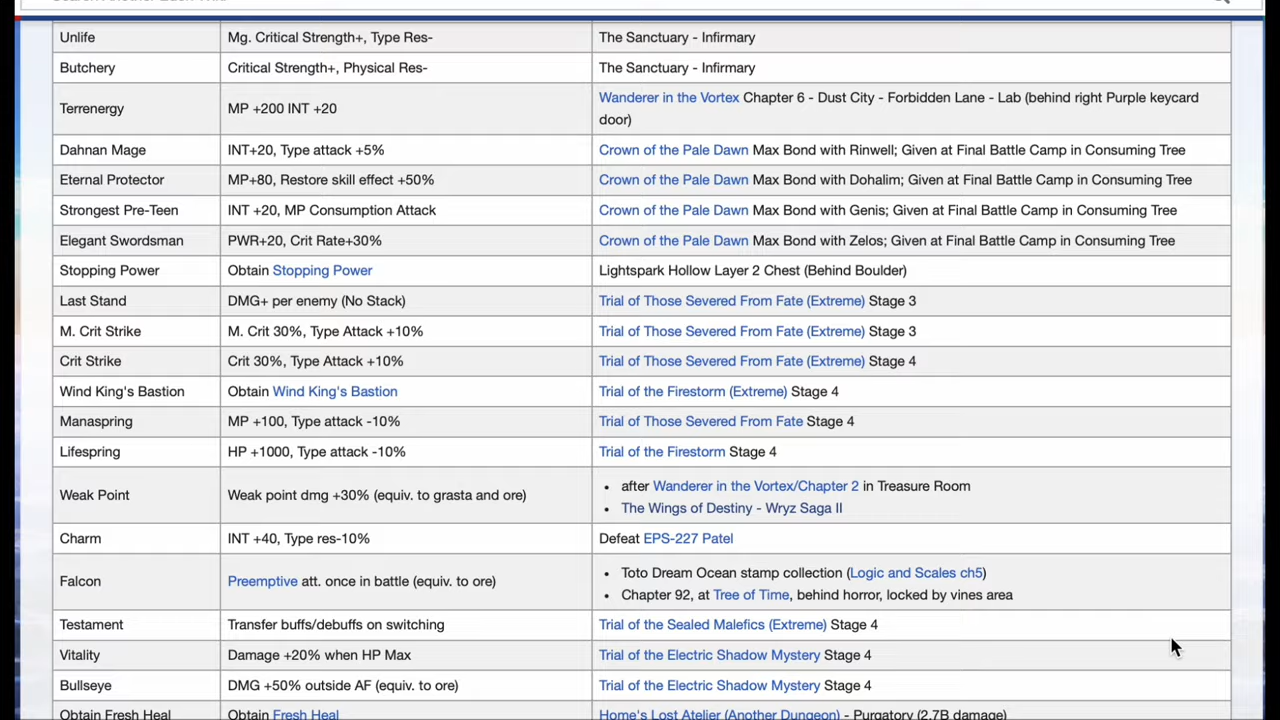 Unlife Mg. Critical Strength+, Type Res- The Sanctuary - Infirmary
Butchery Critical Strength+, Physical Res- The Sanctuary - Infirmary
Terrenergy MP +200 INT +20 Wanderer in the Vortex Chapter 6 - Dust City - Forbidden Lane - Lab (behind right Purple keycard
door)
Dahnan Mage INT+20, Type attack +5% Crown of the Pale Dawn Max Bond with Rinwell; Given at Final Battle Camp in Consuming Tree
Eternal Protector MP+80, Restore skill effect +50% Crown of the Pale Dawn Max Bond with Dohalim; Given at Final Battle Camp in Consuming Tree
Strongest Pre-Teen INT +20, MP Consumption Attack Crown of the Pale Dawn Max Bond with Genis; Given at Final Battle Camp in Consuming Tree
Elegant Swordsman PWR+20, Crit Rate+30% Crown of the Pale Dawn Max Bond with Zelos; Given at Final Battle Camp in Consuming Tree
Stopping Power Obtain Stopping Power Lightspark Hollow Layer 2 Chest (Behind Boulder)
Last Stand DMG+ per enemy (No Stack) Trial of Those Severed From Fate (Extreme) Stage 3
M. Crit Strike M. Crit 30%, Type Attack +10% Trial of Those Severed From Fate (Extreme) Stage 3
Crit Strike Crit 30%, Type Attack +10% Trial of Those Severed From Fate (Extreme) Stage 4
Wind King's Bastion Obtain Wind King's Bastion Trial of the Firestorm (Extreme) Stage 4
Manaspring MP +100, Type attack -10% Trial of Those Severed From Fate Stage 4
Lifespring HP +1000, Type attack -10% Trial of the Firestorm Stage 4
Weak Point Weak point dmg +30% (equiv. to grasta and ore) • after Wanderer in the Vortex/Chapter 2 in Treasure Room
• The Wings of Destiny - Wryz Saga II
Charm INT +40, Type res-10% Defeat EPS-227 Patel
Falcon Preemptive att. once in battle (equiv. to ore) • Toto Dream Ocean stamp collection (Logic and Scales ch5)
• Chapter 92, at Tree of Time, behind horror, locked by vines area
Testament Transfer buffs/debuffs on switching Trial of the Sealed Malefics (Extreme) Stage 4
Vitality Damage +20% when HP Max Trial of the Electric Shadow Mystery Stage 4
Bullseye DMG +50% outside AF (equiv. to ore) Trial of the Electric Shadow Mystery Stage 4
Obtain Fresh Heal Obtain Fresh Heal Home's Lost Atelier (Another Dungeon) - Purgatory (2.7B damage)